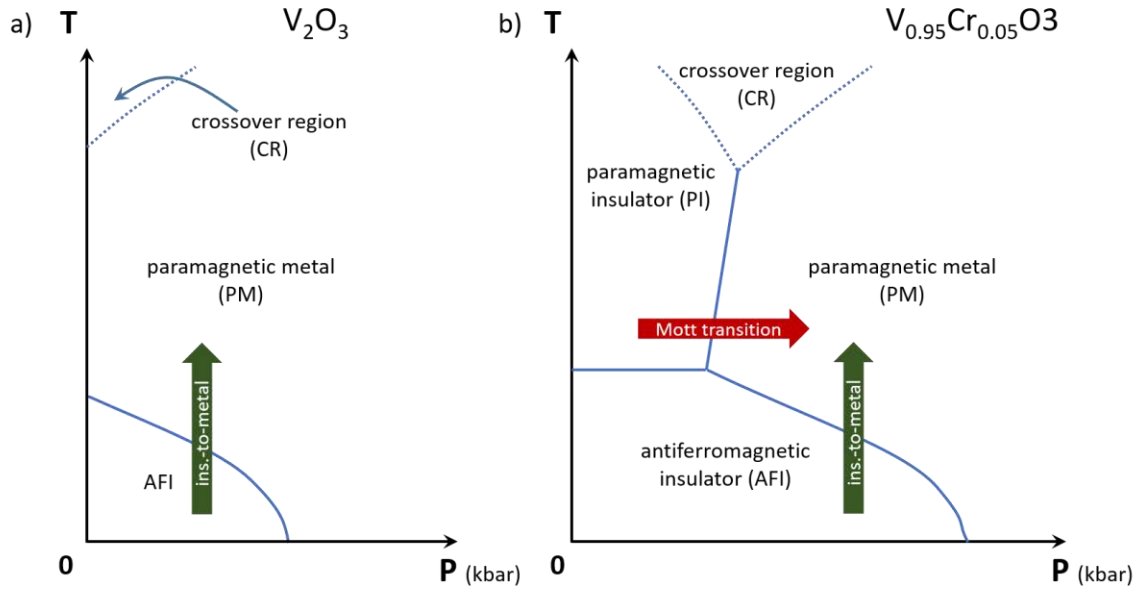 a)
T
V₂O₃
crossover region
(CR)
paramagnetic metal
(PM)
ins.-to-metal
AFI
0
P (kbar)
b)
T
V₀.₉₅Cr₀.₀₅O3
crossover region
(CR)
paramagnetic
insulator (PI)
paramagnetic metal
(PM)
Mott transition
ins.-to-metal
antiferromagnetic
insulator (AFI)
0
P (kbar)